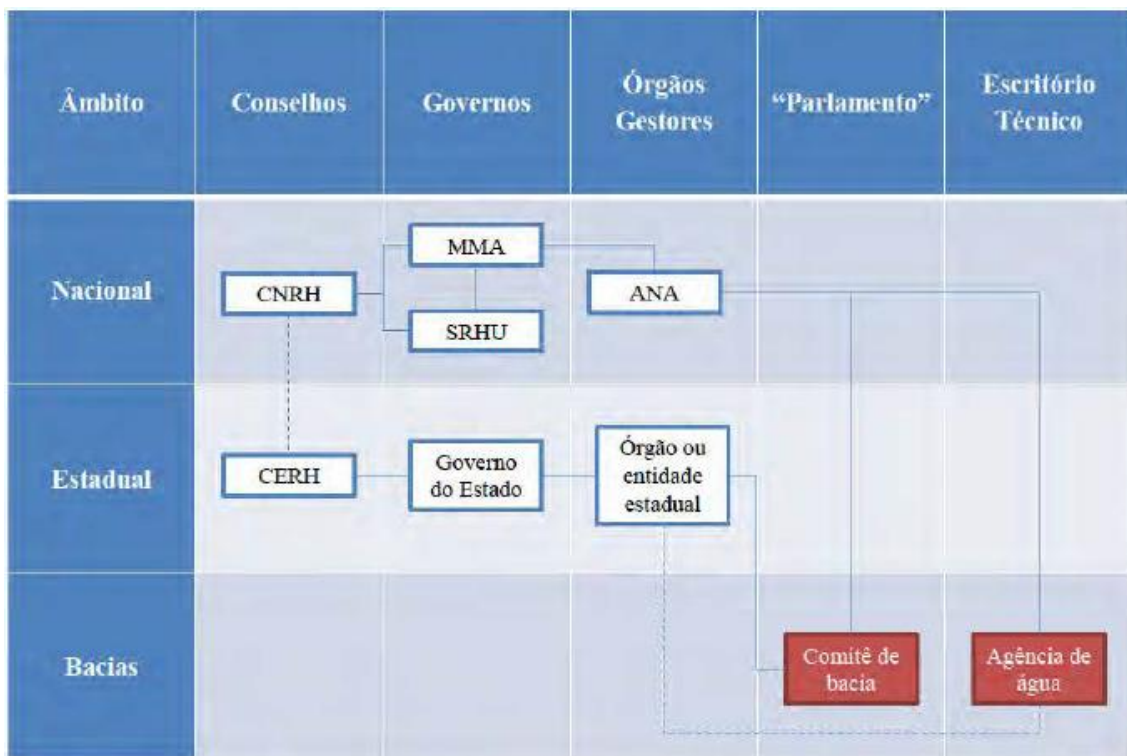 Âmbito
Conselhos
Governos
Órgãos
Gestores
“Parlamento”
Escritório
Técnico
Nacional
CNRH
MMA
SRHU
ANA
Estadual
CERH
Governo
do Estado
Órgão ou
entidade
estadual
Bacias
Comitê de
bacia
Agência de
água